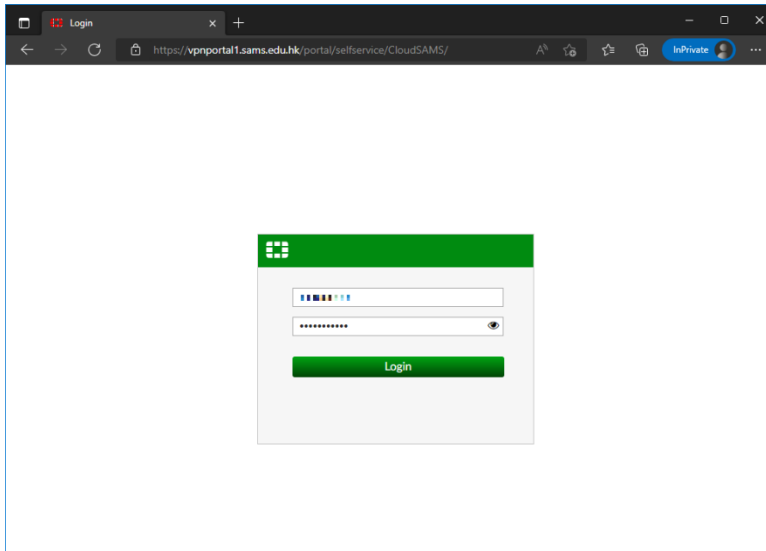 Login
https://vpnportal1.sams.edu.hk/portal/selfservice/CloudSAMS/
InPrivate
•••••••••••
Login